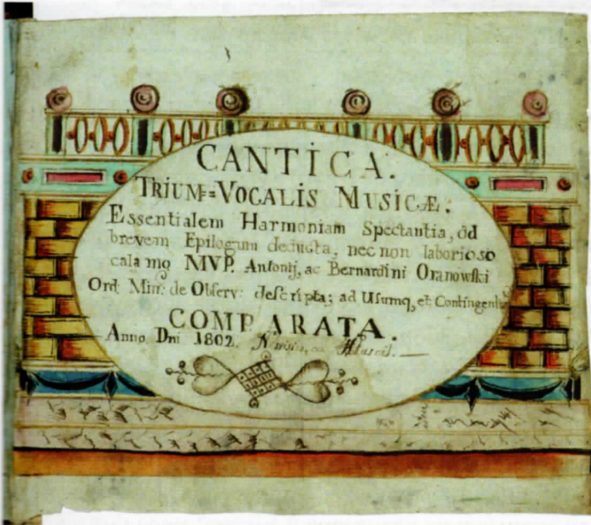 CANTICA.
TRIUM=VOCALIS MUSICÆ:
Essentialem Harmoniam Spectantia, ad
brevem Epilogum deducta, nec non laborioso
calamo MVP. Antonij, ac Bernardini Oranowski
Ord: Min: de Observ: descripta; ad Usumq, et
COMPARATA.
Anno Dni 1802.